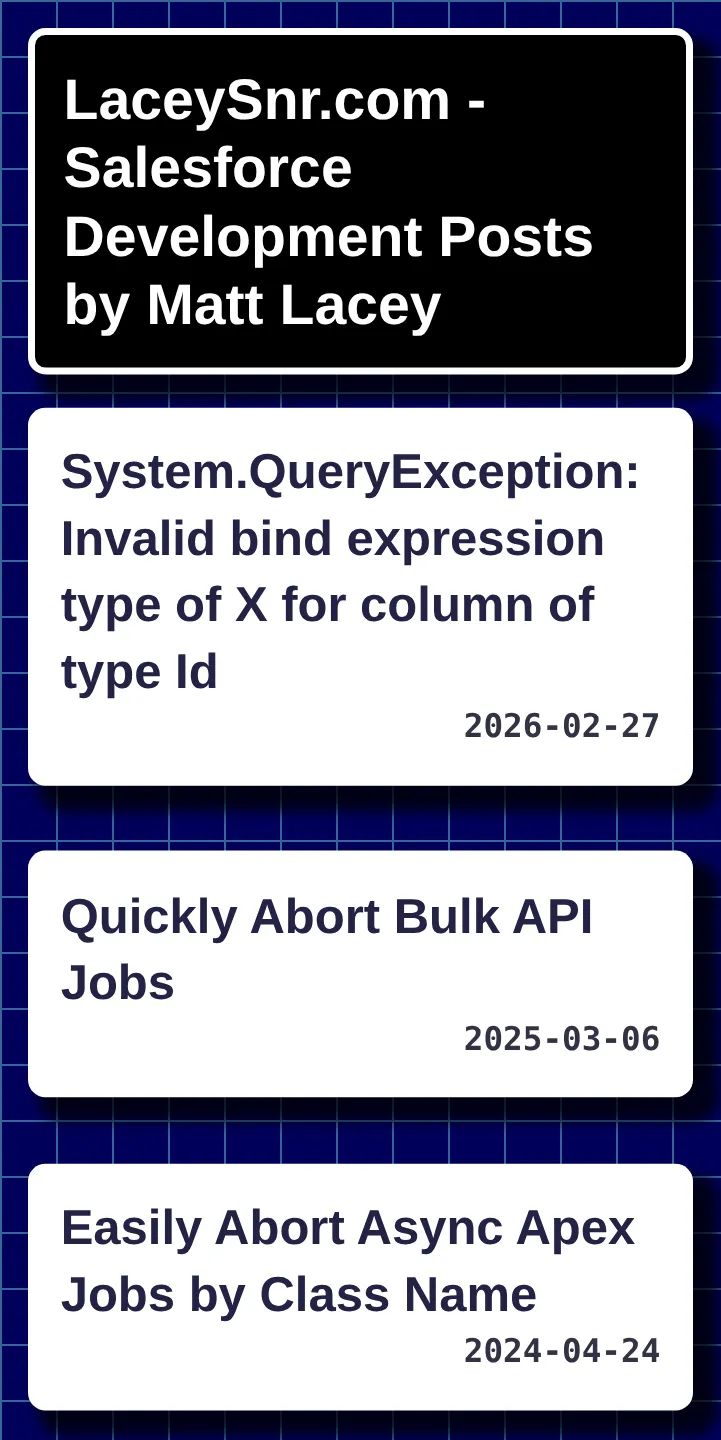 LaceySnr.com -
Salesforce
Development Posts
by Matt Lacey
System.QueryException:
Invalid bind expression
type of X for column of
type Id
2026-02-27
Quickly Abort Bulk API
Jobs
2025-03-06
Easily Abort Async Apex
Jobs by Class Name
2024-04-24